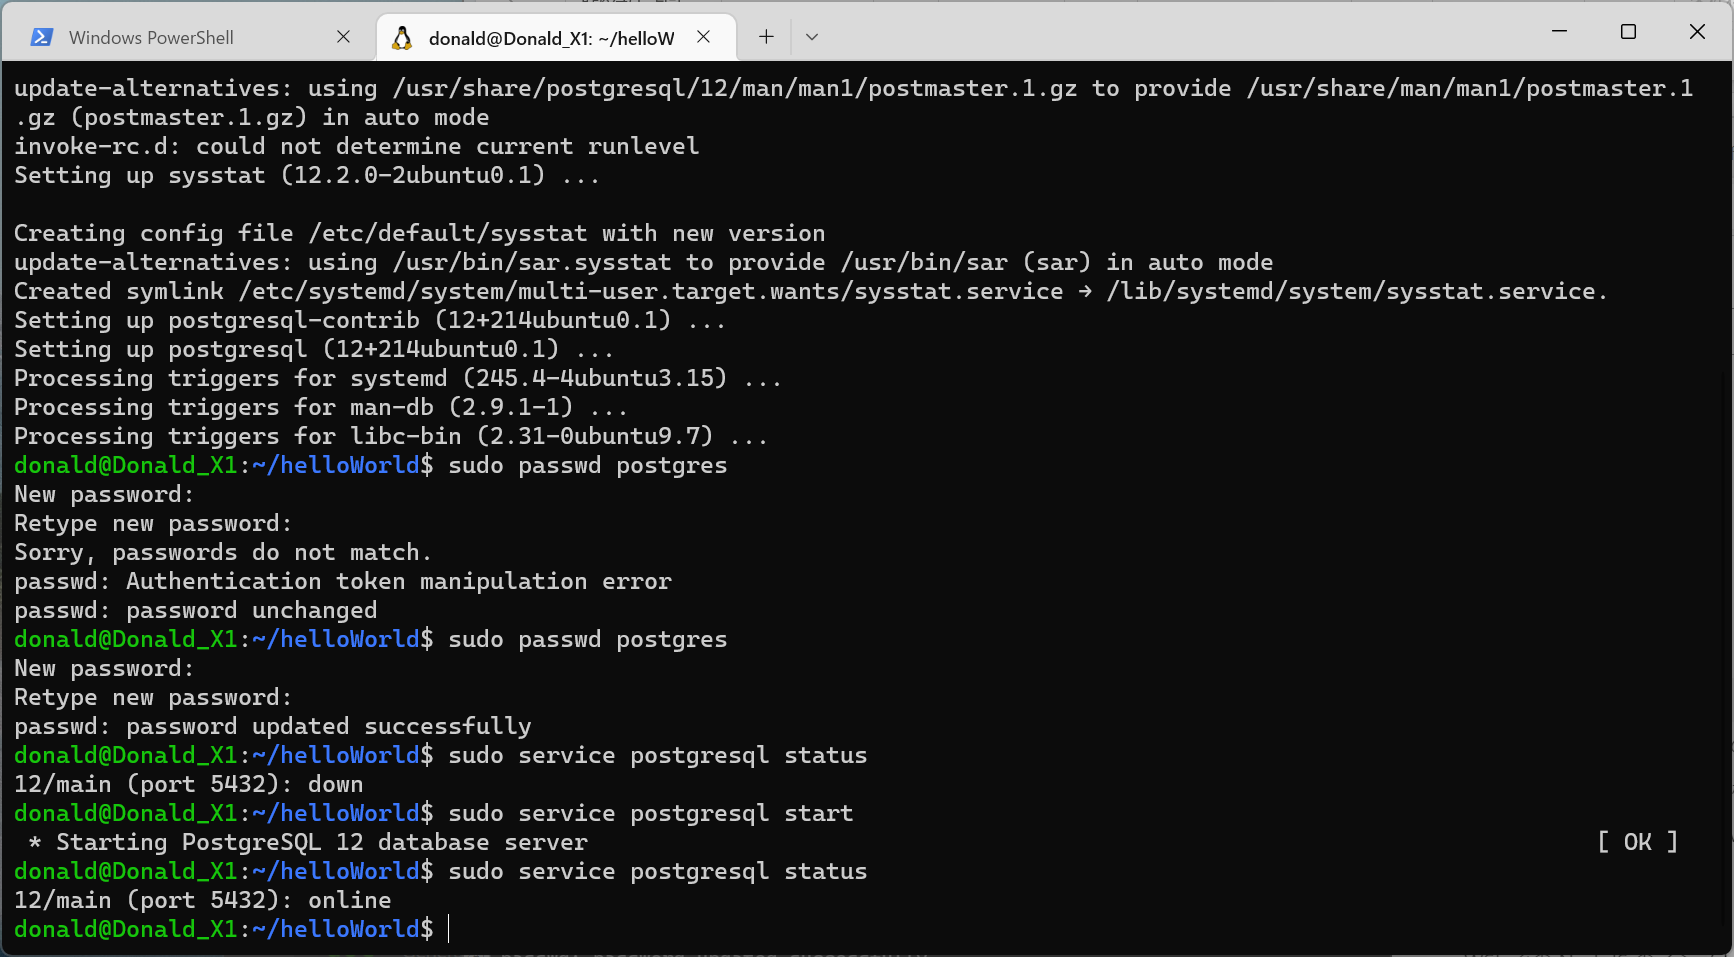 Windows PowerShell
donald@Donald_X1: ~/helloW
update-alternatives: using /usr/share/postgresql/12/man/man1/postmaster.1.gz to provide /usr/share/man/man1/postmaster.1
.gz (postmaster.1.gz) in auto mode
invoke-rc.d: could not determine current runlevel
Setting up sysstat (12.2.0-2ubuntu0.1) ...
Creating config file /etc/default/sysstat with new version
update-alternatives: using /usr/bin/sar.sysstat to provide /usr/bin/sar (sar) in auto mode
Created symlink /etc/systemd/system/multi-user.target.wants/sysstat.service → /lib/systemd/system/sysstat.service.
Setting up postgresql-contrib (12+214ubuntu0.1) ...
Setting up postgresql (12+214ubuntu0.1) ...
Processing triggers for systemd (245.4-4ubuntu3.15) ...
Processing triggers for man-db (2.9.1-1) ...
Processing triggers for libc-bin (2.31-0ubuntu9.7) ...
donald@Donald_X1:~/helloWorld$ sudo passwd postgres
New password:
Retype new password:
Sorry, passwords do not match.
passwd: Authentication token manipulation error
passwd: password unchanged
donald@Donald_X1:~/helloWorld$ sudo passwd postgres
New password:
Retype new password:
passwd: password updated successfully
donald@Donald_X1:~/helloWorld$ sudo service postgresql status
12/main (port 5432): down
donald@Donald_X1:~/helloWorld$ sudo service postgresql start
 * Starting PostgreSQL 12 database server [ OK ]
donald@Donald_X1:~/helloWorld$ sudo service postgresql status
12/main (port 5432): online
donald@Donald_X1:~/helloWorld$